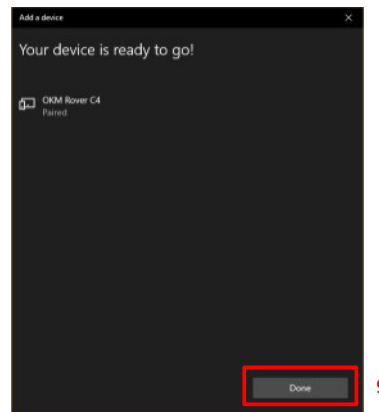 Add a device
Your device is ready to go!
OKM Rover C4
Paired
Done